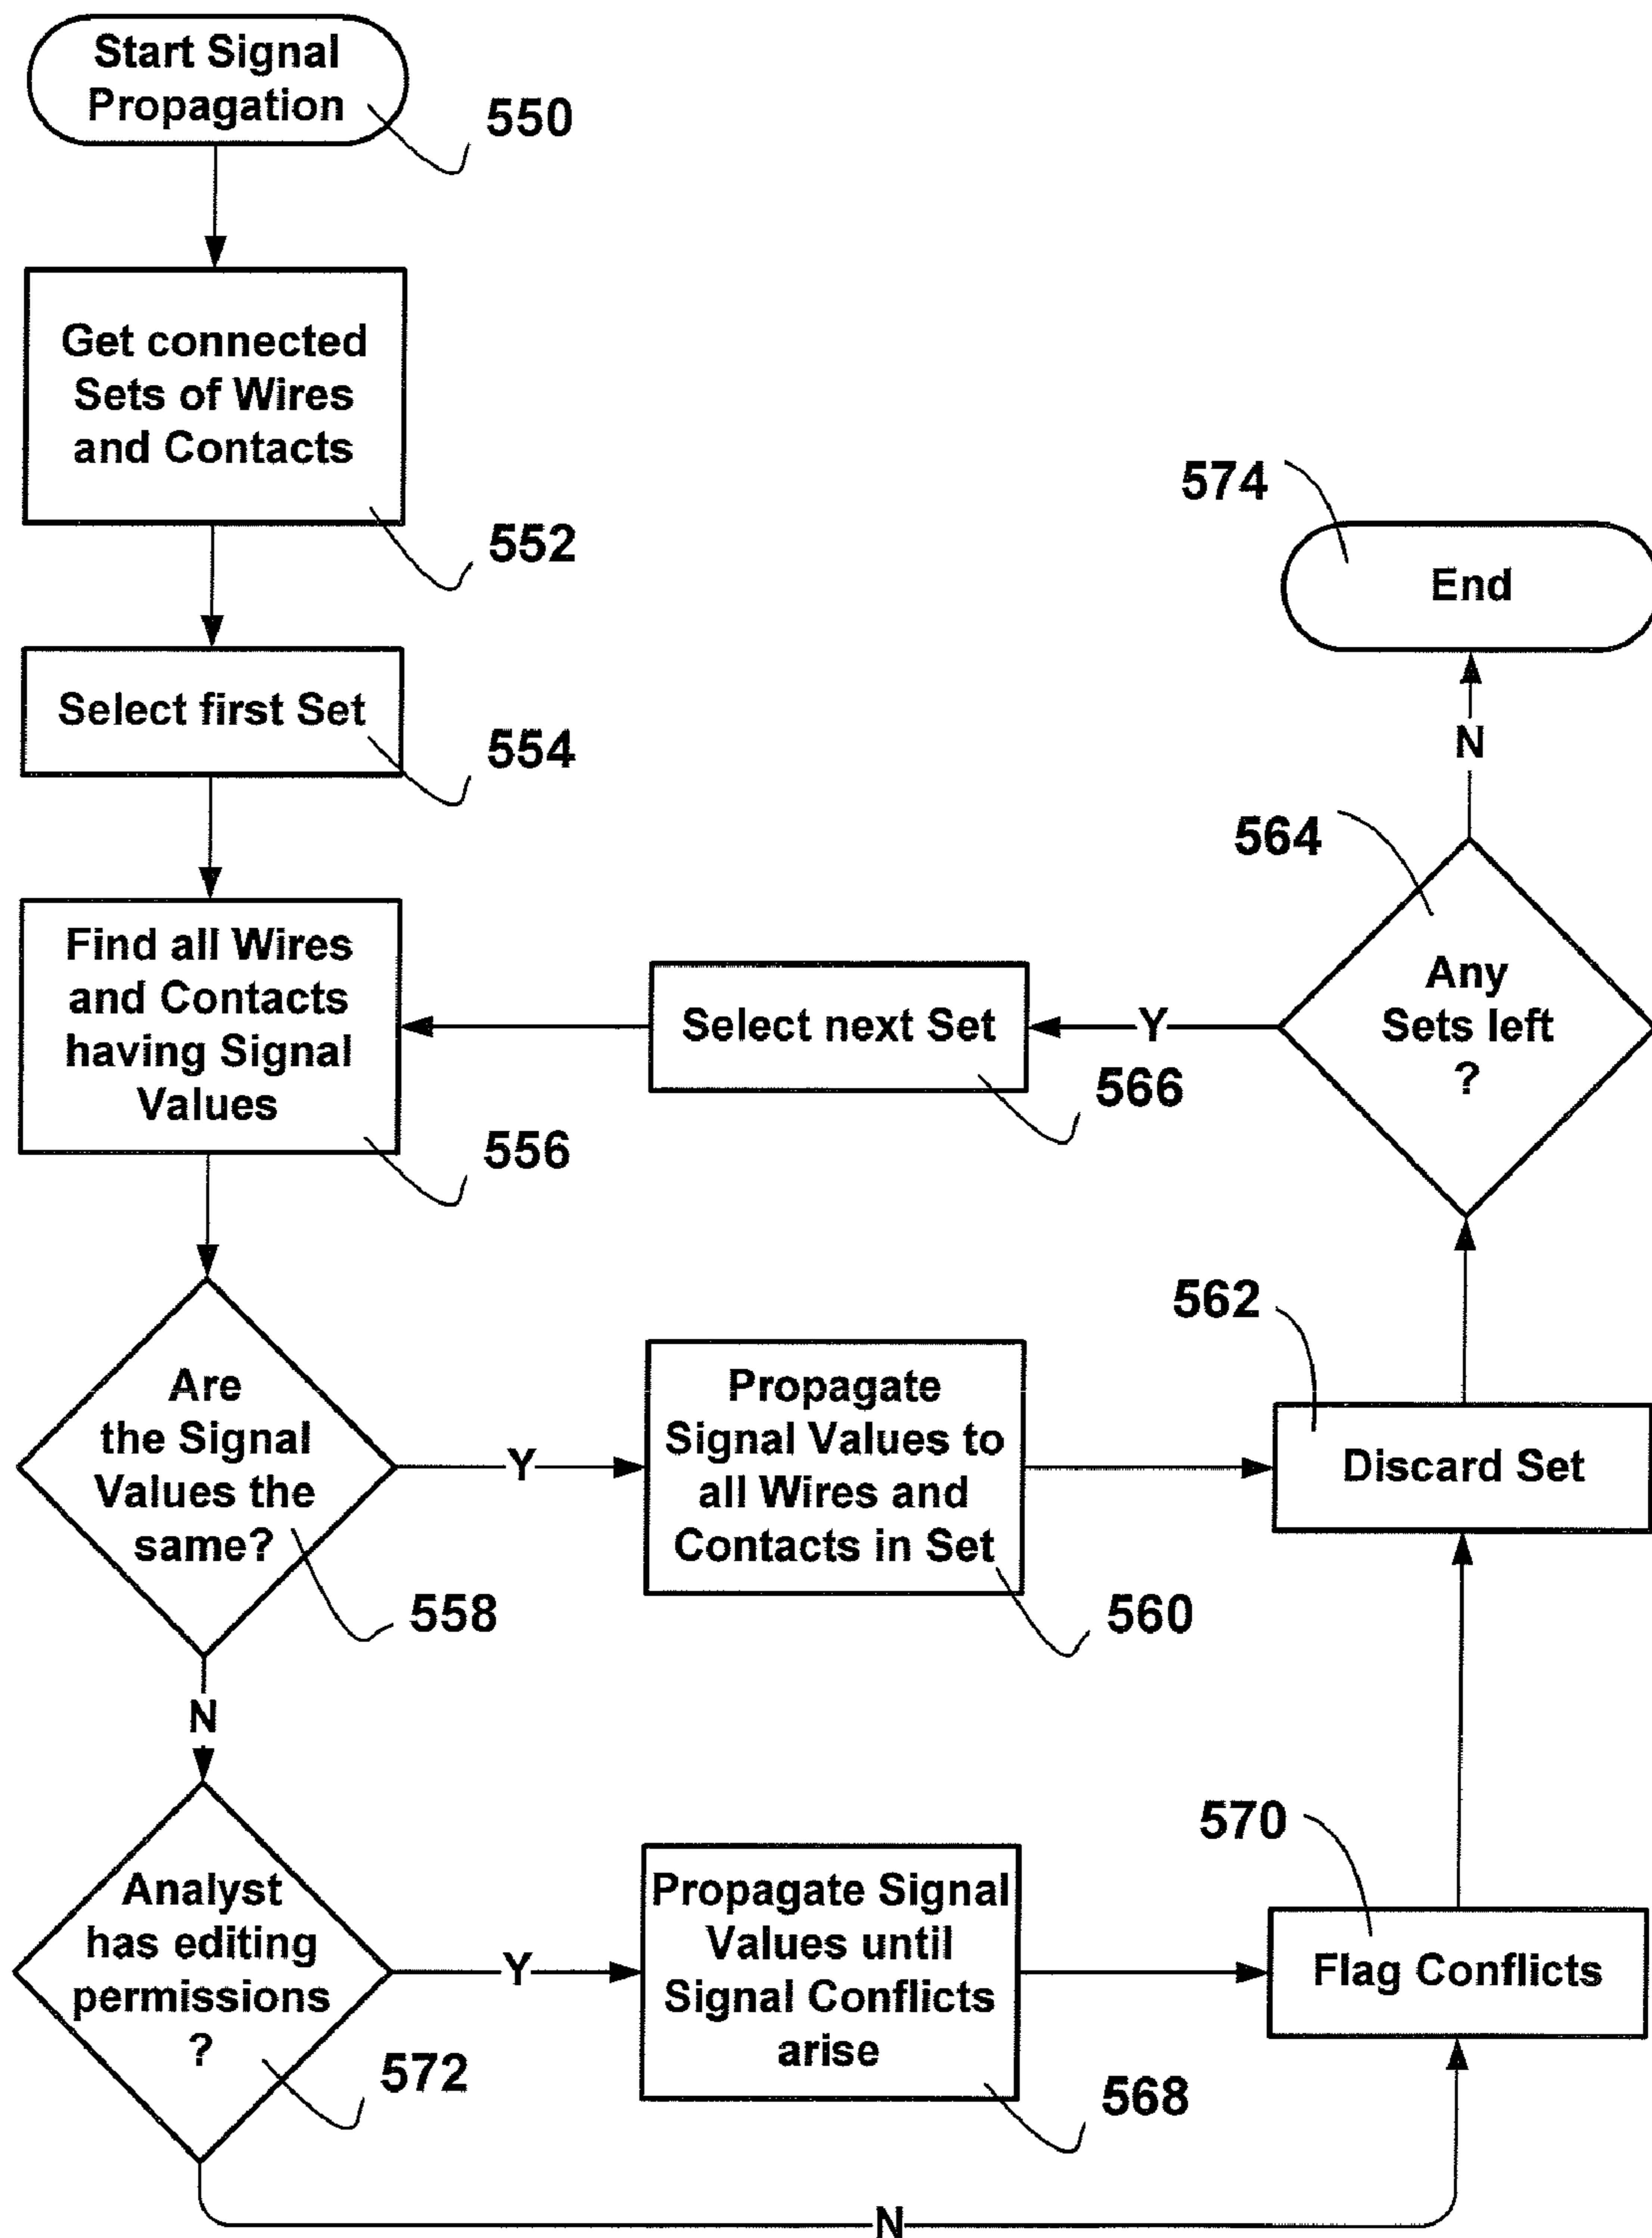 Start Signal
Propagation
550
Get connected
Sets of Wires
and Contacts
552
574
End
Select first Set
554
N
564
Find all Wires
and Contacts
having Signal
Values
556
Select next Set
566
Y
Any
Sets left
?
562
Are
the Signal
Values the
same?
558
Y
Propagate
Signal Values to
all Wires and
Contacts in Set
560
Discard Set
N
570
Analyst
has editing
permissions
?
572
Y
Propagate Signal
Values until
Signal Conflicts
arise
568
Flag Conflicts
N